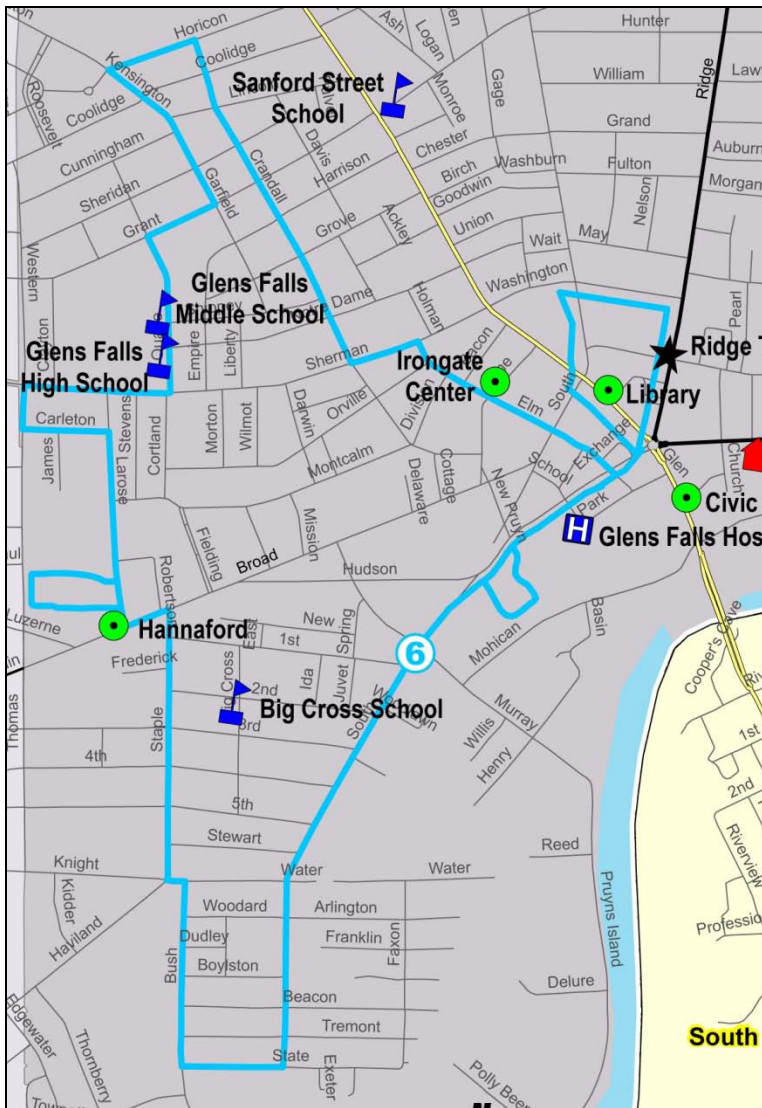 Horicon
Ash
Logan
Hunter
Kensington
Coolidge
Roosevelt
Coolidge
Sanford Street
School
Monroe
Gage
William
Ridge
Grand
Cunningham
Davis
Harrison
Chester
Birch
Washburn
Fulton
Auburn
Sheridan
Garfield
Crandall
Goodwin
Nelson
Morgan
Grant
Grove
Ackley
Union
Wait
May
Western
Washington
Glens Falls
Middle School
Dame
Holman
Pearl
Glens Falls
High School
Empire
Liberty
Sherman
Irongate
Center
South
Ridge
Library
Carleton
Stevens
Cortland
Morton
Wilmot
Darwin
Orville
Division
Elm
Exchange
James
Larose
Montcalm
Delaware
Cottage
School
New Pruyn
Glen
Church
Park
Civic
Fielding
Mission
Broad
H
Glens Falls Hos
Robertson
Hudson
Luzerne
Hannaford
New
East
1st
Spring
6
Mohican
Basin
Cooper's Cave
Frederick
Ida
Juvet
2nd
Big Cross School
3rd
Murray
Willis
Henry
Thomas
Staple
4th
1st
2nd
5th
Stewart
Reed
Riverview
Knight
Water
Water
Kidder
Woodard
Arlington
Pruyns Island
Haviland
Dudley
Franklin
Faxon
Professio
Bush
Boylston
Delure
Beacon
Edgewater
Tremont
South
Thornberry
State
Exeter
Polly Beer